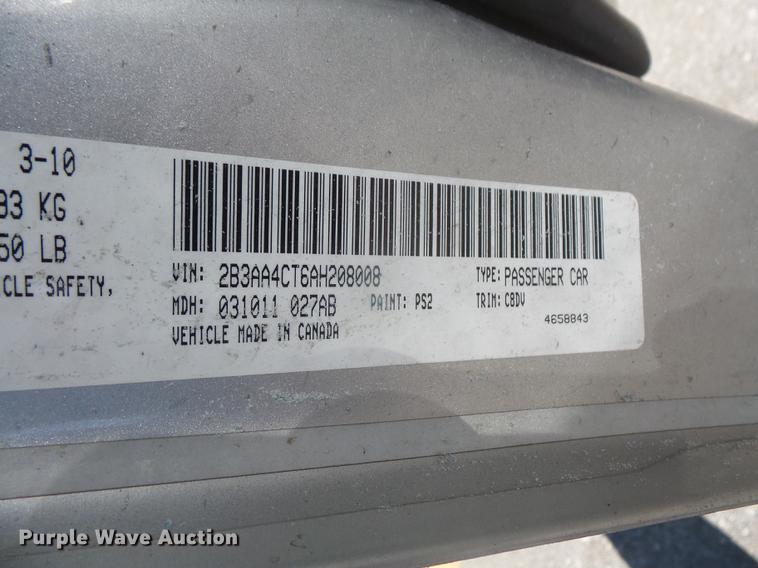 3-10
93 KG
50 LB
CLE SAFETY,
VIN: 2B3AA4CT6AH208008 TYPE: PASSENGER CAR
MDH: 031011 027AB PAINT: PS2 TRIM: C8DV
VEHICLE MADE IN CANADA 4658843
Purple Wave Auction